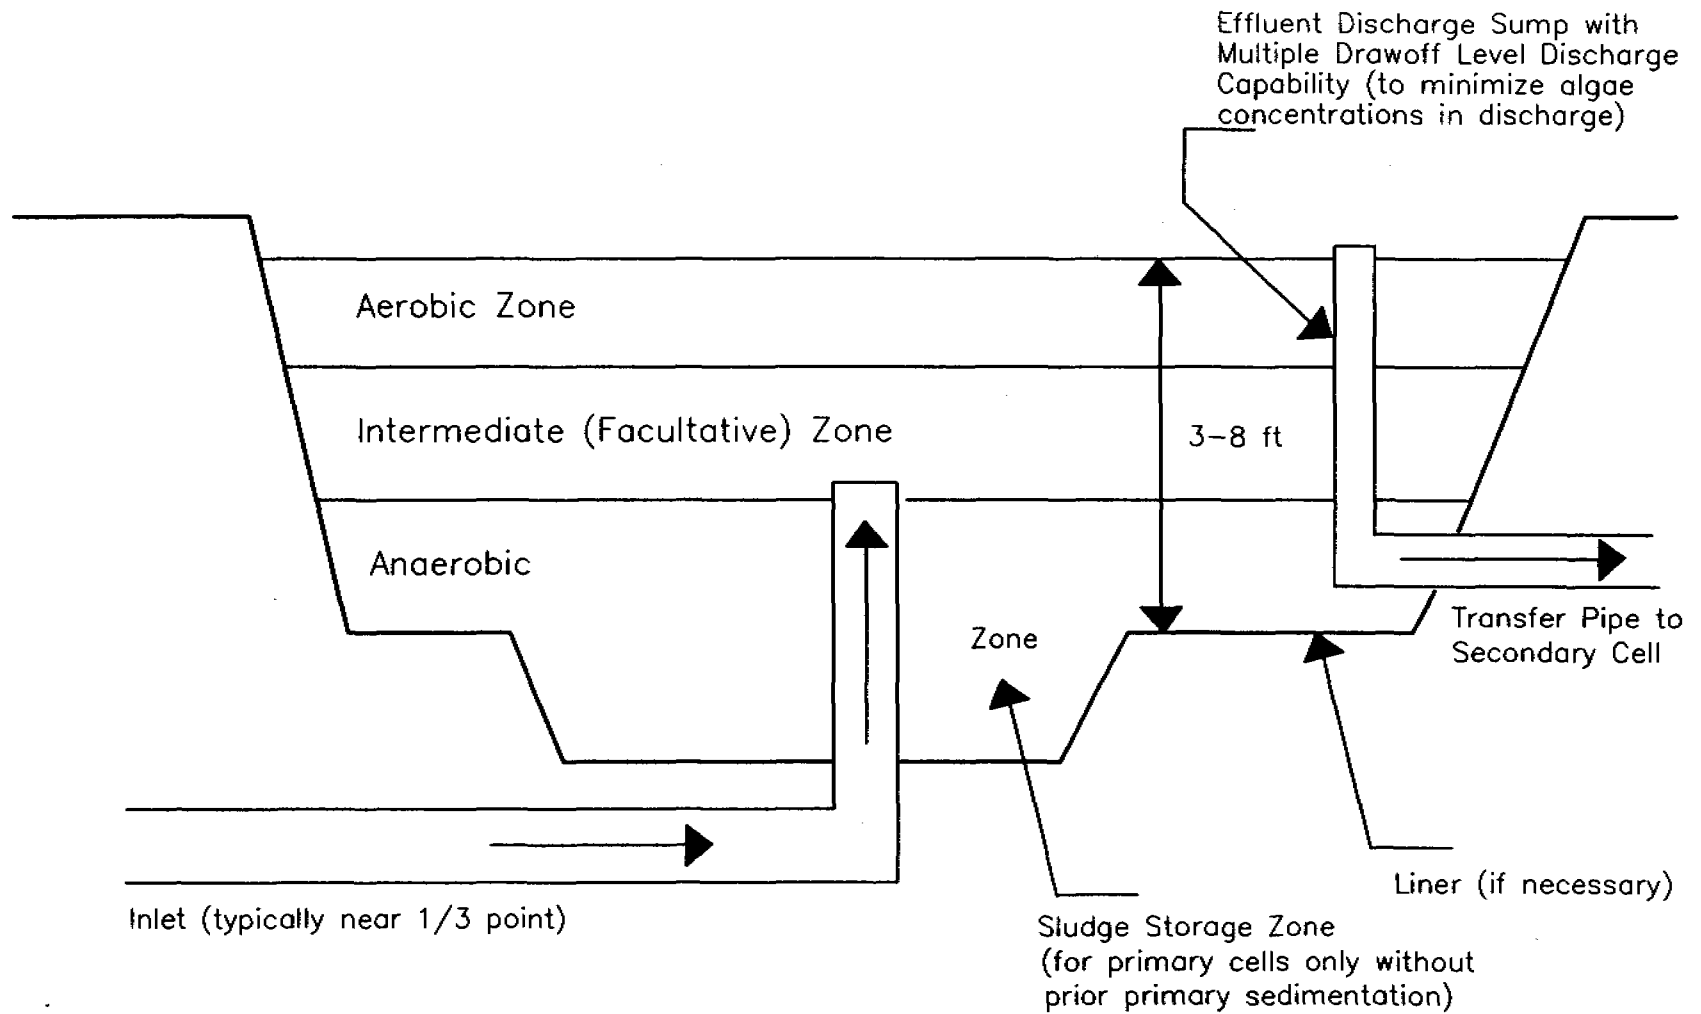 Effluent Discharge Sump with
Multiple Drawoff Level Discharge
Capability (to minimize algae
concentrations in discharge)
Aerobic Zone
Intermediate (Facultative) Zone
3-8 ft
Anaerobic
Zone
Transfer Pipe to
Secondary Cell
Liner (if necessary)
Inlet (typically near 1/3 point)
Sludge Storage Zone
(for primary cells only without
prior primary sedimentation)